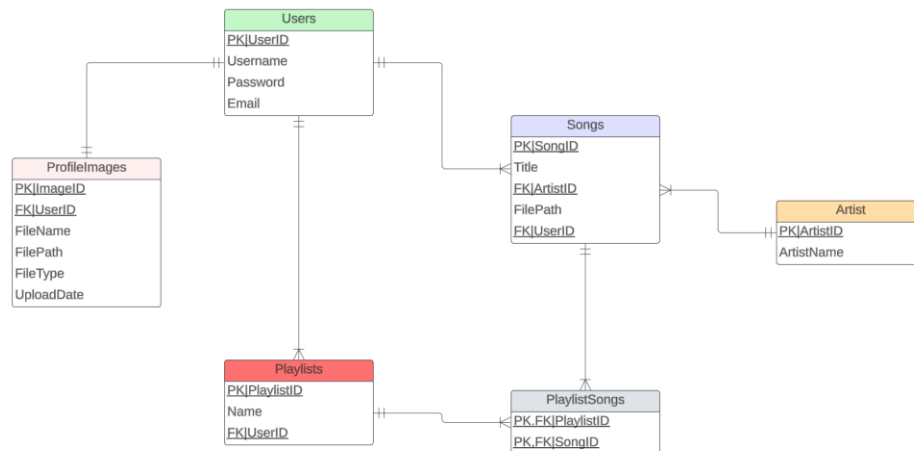 Users
PK|UserID
Username
Password
Email
ProfileImages
PK|ImageID
FK|UserID
FileName
FilePath
FileType
UploadDate
Songs
PK|SongID
Title
FK|ArtistID
FilePath
FK|UserID
Artist
PK|ArtistID
ArtistName
Playlists
PK|PlaylistID
Name
FK|UserID
PlaylistSongs
PK.FK|PlaylistID
PK,FK|SongID